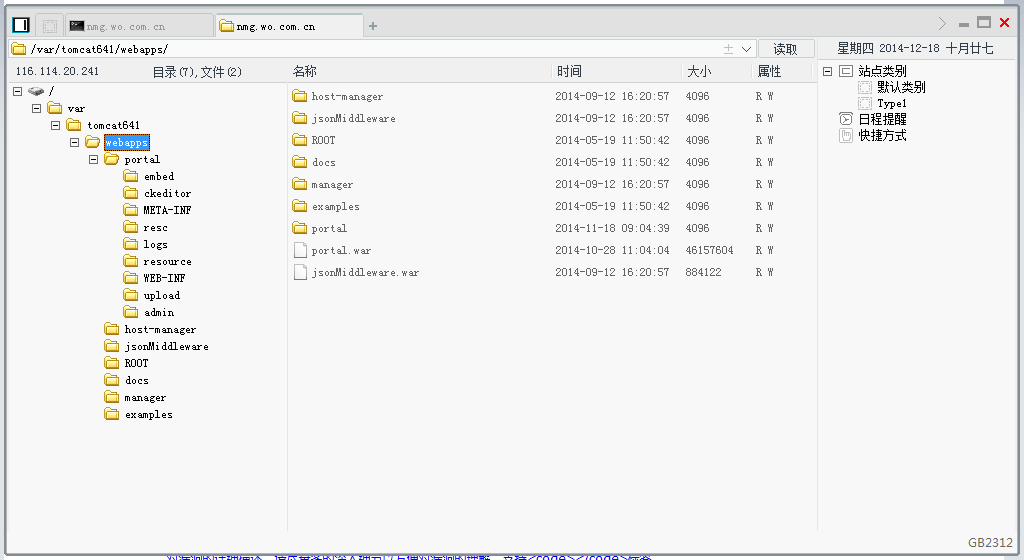 nmg.wo.com.cn
nmg.wo.com.cn
/var/tomcat641/webapps/
读取
星期四 2014-12-18 十月廿七
116.114.20.241
目录(7),文件(2)
名称 时间 大小 属性
/
var
tomcat641
webapps
portal
embed
ckeditor
META-INF
resc
logs
resource
WEB-INF
upload
admin
host-manager
jsonMiddleware
ROOT
docs
manager
examples
host-manager 2014-09-12 16:20:57 4096 R W
jsonMiddleware 2014-09-12 16:20:57 4096 R W
ROOT 2014-05-19 11:50:42 4096 R W
docs 2014-05-19 11:50:42 4096 R W
manager 2014-09-12 16:20:57 4096 R W
examples 2014-05-19 11:50:42 4096 R W
portal 2014-11-18 09:04:39 4096 R W
portal.war 2014-10-28 11:04:04 46157604 R W
jsonMiddleware.war 2014-09-12 16:20:57 884122 R W
站点类别
默认类别
Type1
日程提醒
快捷方式
GB2312